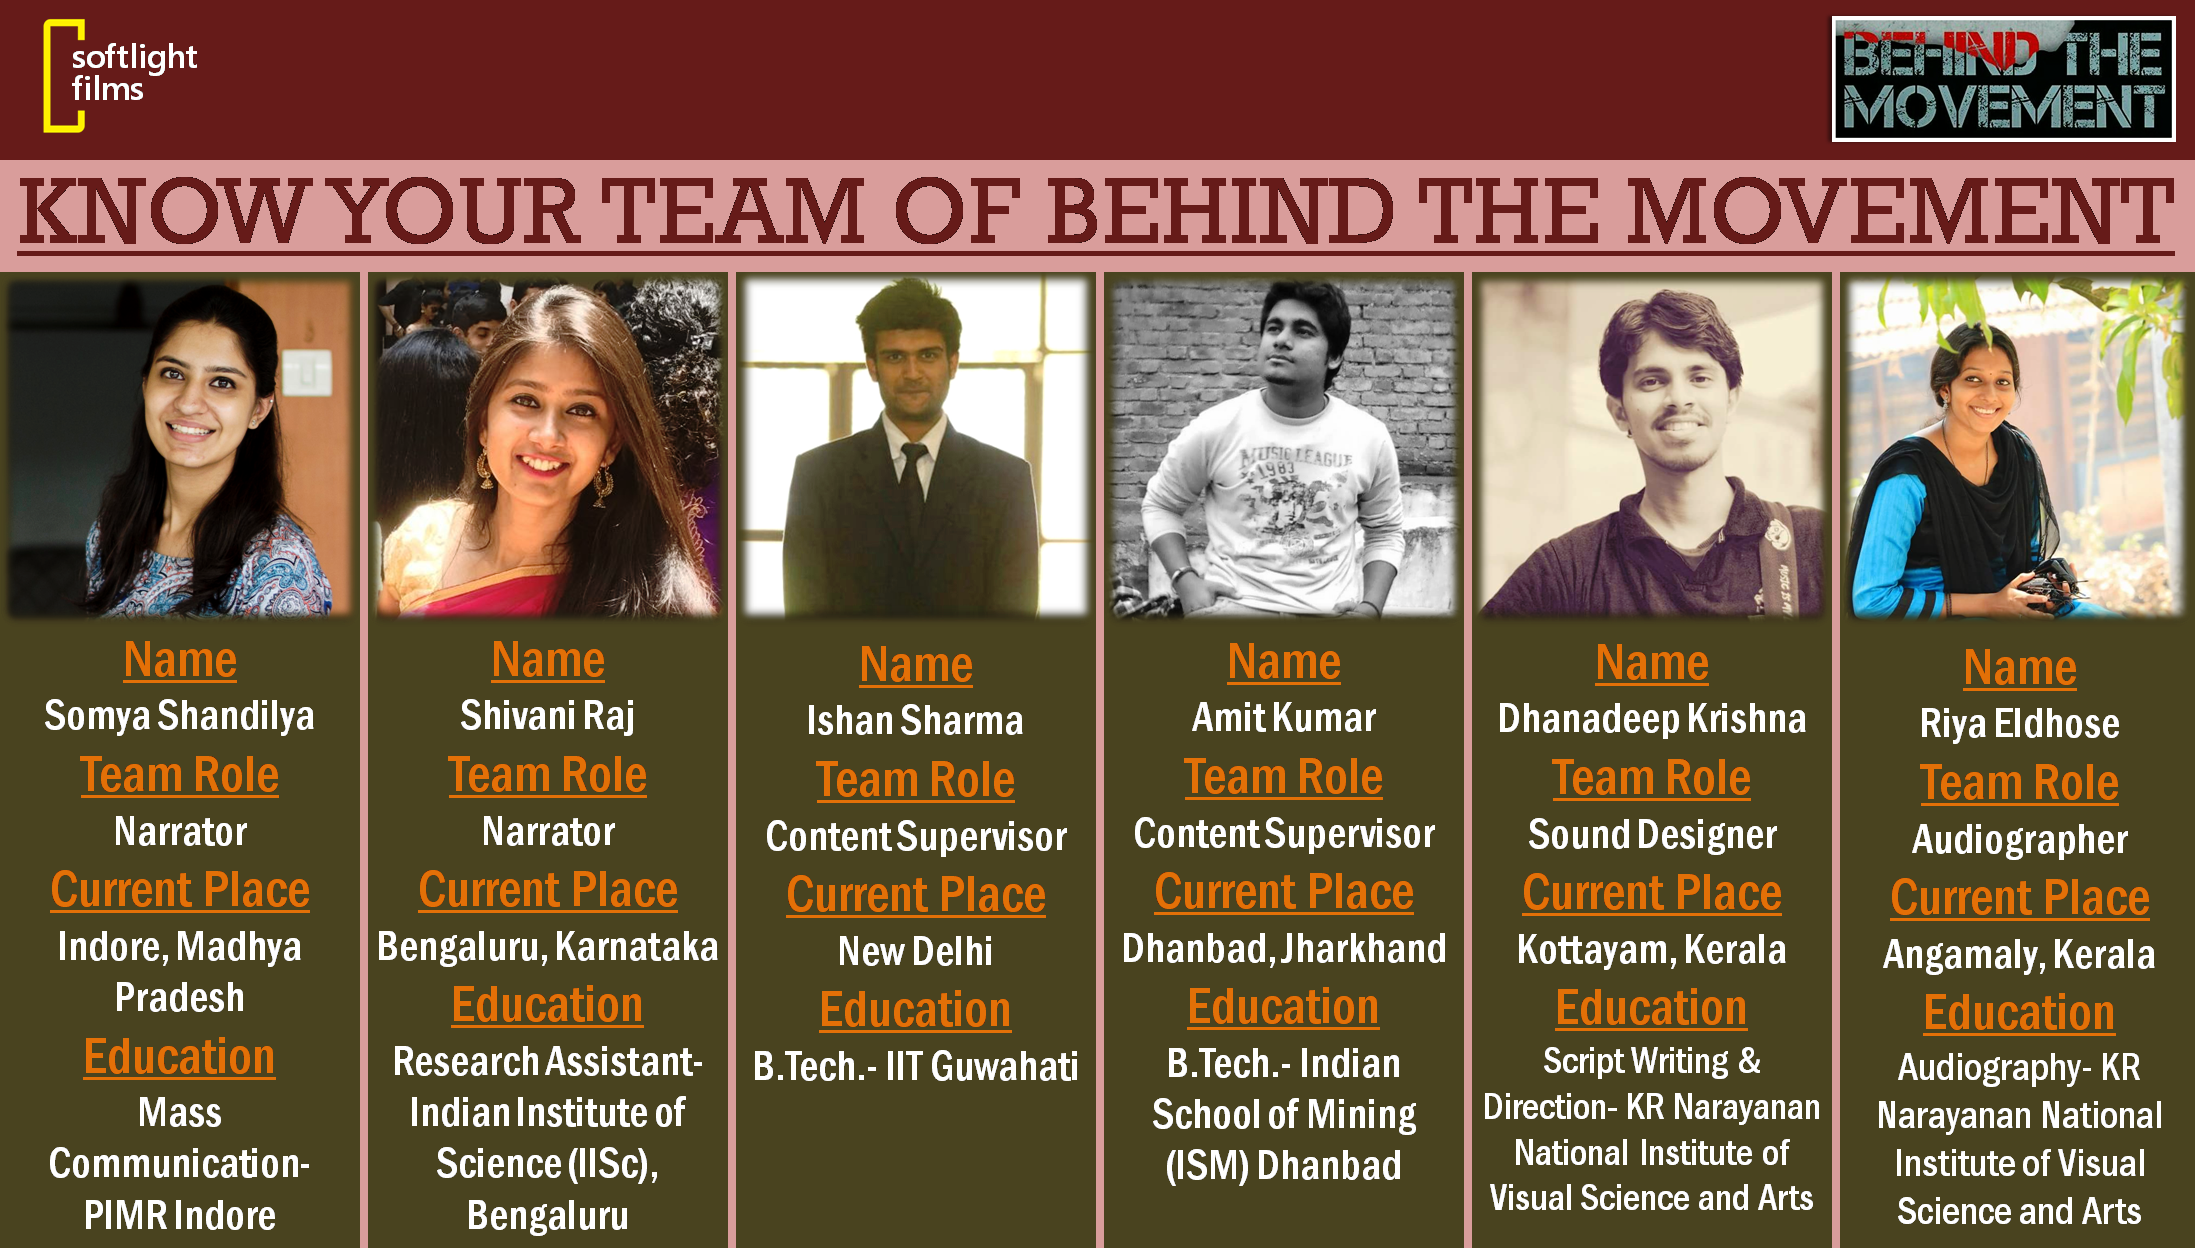 softlight
films
BEHIND THE
MOVEMENT
KNOW YOUR TEAM OF BEHIND THE MOVEMENT
MUSIC LEAGUE
1983
Name
Somya Shandilya
Team Role
Narrator
Current Place
Indore, Madhya
Pradesh
Education
Mass
Communication-
PIMR Indore
Name
Shivani Raj
Team Role
Narrator
Current Place
Bengaluru, Karnataka
Education
Research Assistant-
Indian Institute of
Science (IISc),
Bengaluru
Name
Ishan Sharma
Team Role
Content Supervisor
Current Place
New Delhi
Education
B.Tech.- IIT Guwahati
Name
Amit Kumar
Team Role
Content Supervisor
Current Place
Dhanbad, Jharkhand
Education
B.Tech.- Indian
School of Mining
(ISM) Dhanbad
Name
Dhanadeep Krishna
Team Role
Sound Designer
Current Place
Kottayam, Kerala
Education
Script Writing &
Direction- KR Narayanan
National Institute of
Visual Science and Arts
Name
Riya Eldhose
Team Role
Audiographer
Current Place
Angamaly, Kerala
Education
Audiography- KR
Narayanan National
Institute of Visual
Science and Arts